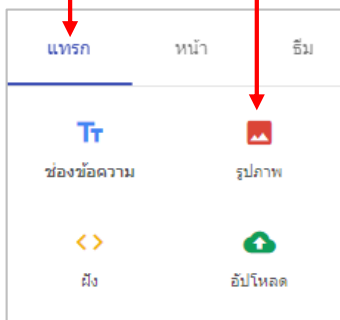 แทรก หน้า ธีม
Tт
ช่องข้อความ รูปภาพ
ฝัง อัปโหลด